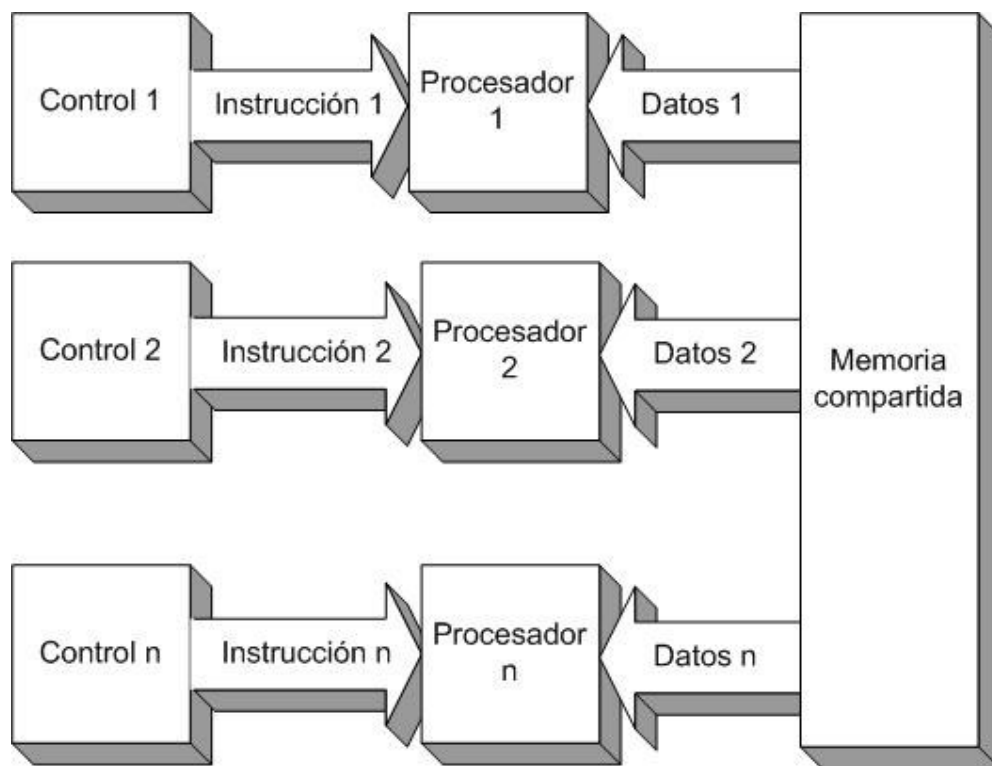 Control 1
Instrucción 1
Procesador
1
Datos 1
Control 2
Instrucción 2
Procesador
2
Datos 2
Memoria
compartida
Control n
Instrucción n
Procesador
n
Datos n